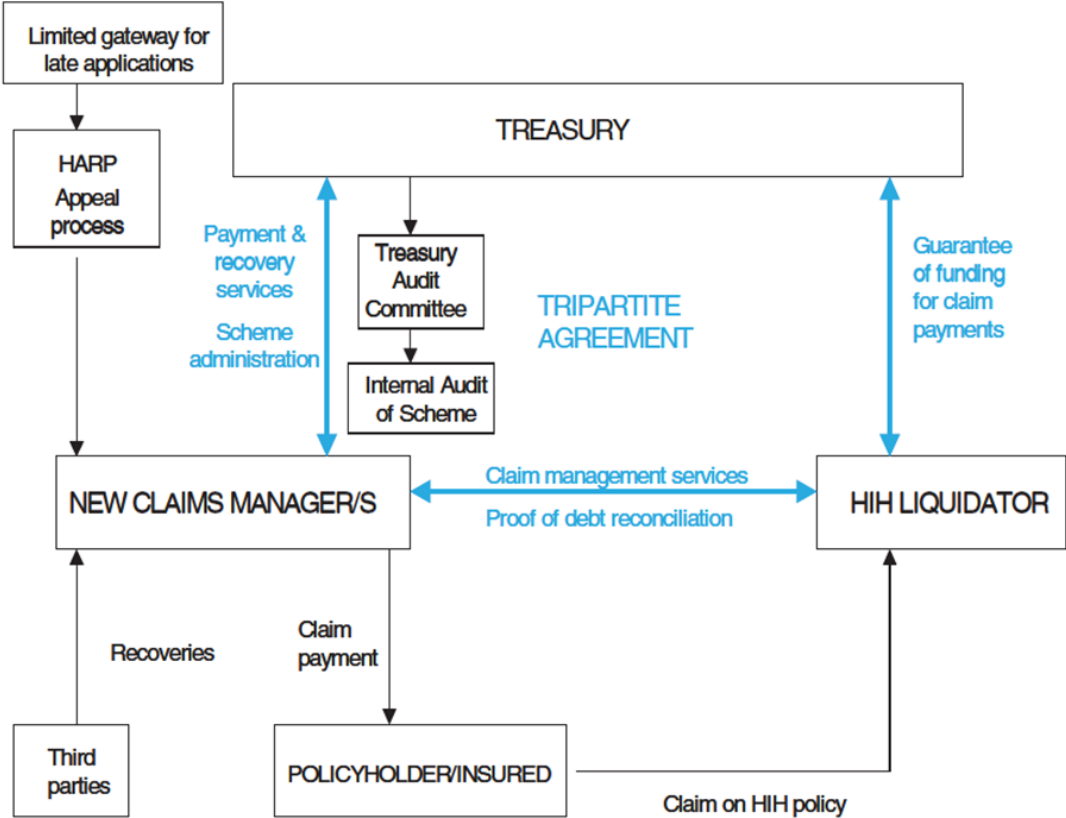 Limited gateway for
late applications
TREASURY
HARP
Appeal
process
Payment &
recovery
services
Scheme
administration
Treasury
Audit
Committee
TRIPARTITE
AGREEMENT
Guarantee
of funding
for claim
payments
Internal Audit
of Scheme
NEW CLAIMS MANAGER/S
Claim management services
Proof of debt reconciliation
HIH LIQUIDATOR
Recoveries
Claim
payment
Third
parties
POLICYHOLDER/INSURED
Claim on HIH policy